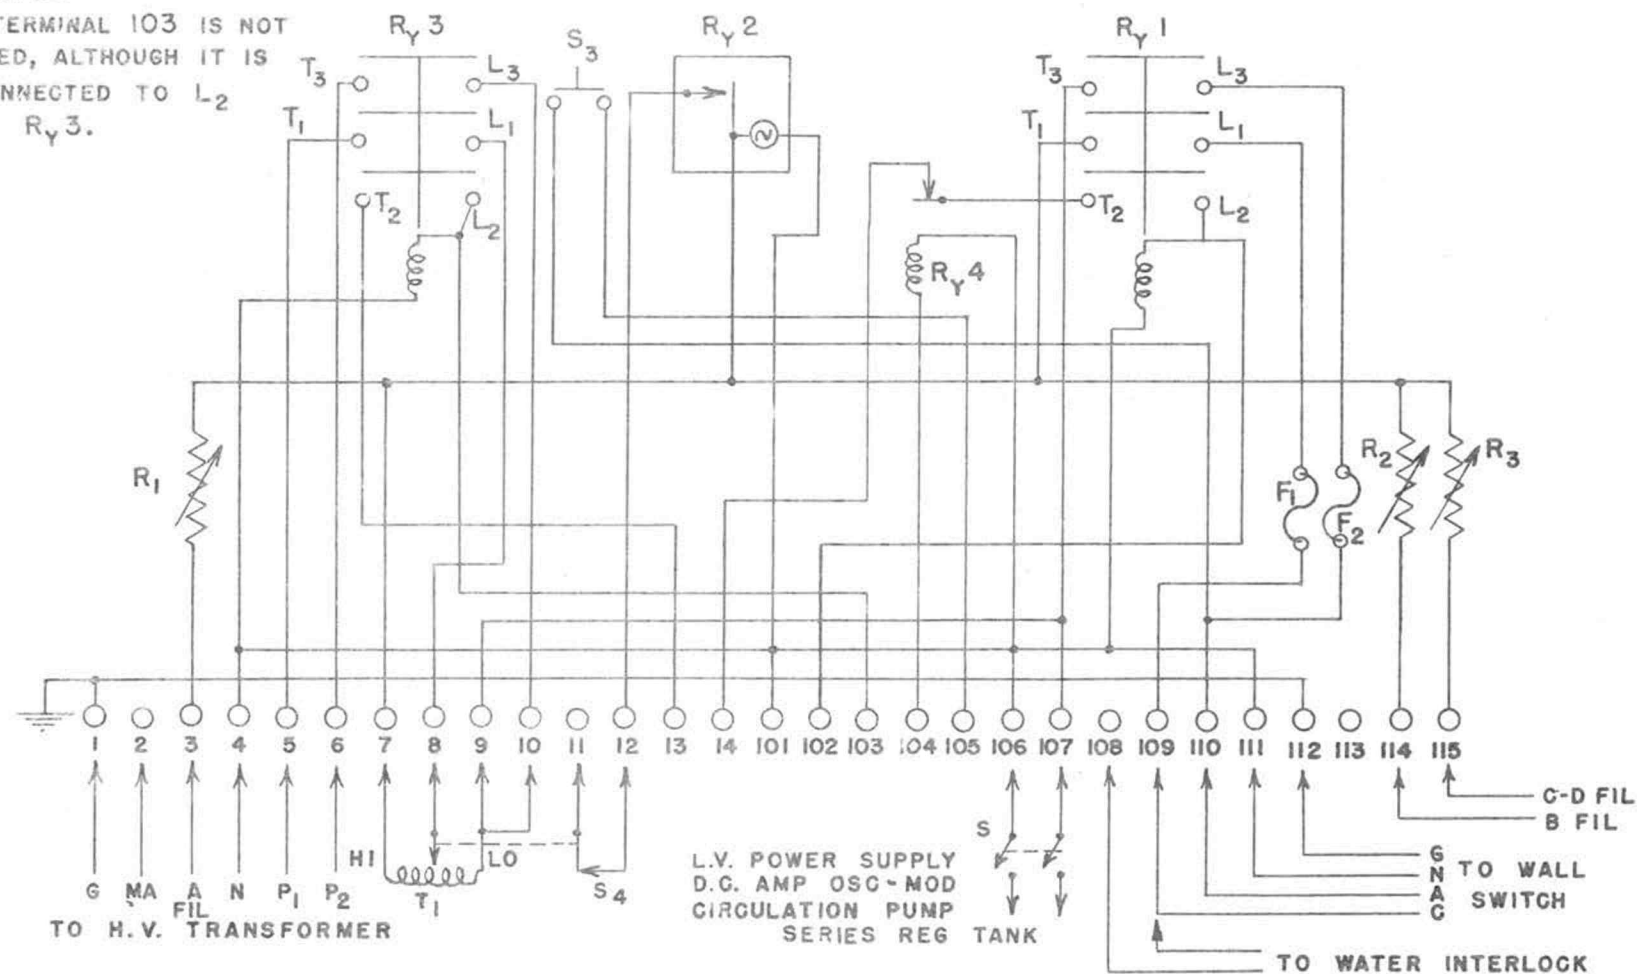 TERMINAL 103 IS NOT
ED, ALTHOUGH IT IS
NNECTED TO L2
RY3.
RY 3
S3
RY 2
RY 1
T3
L3
T1
L1
T2
L2
T3
L3
T1
L1
T2
L2
RY4
R1
F1
F2
R2
R3
1 2 3 4 5 6 7 8 9 10 11 12 13 14 101 102 103 104 105 106 107 108 109 110 111 112 113 114 115
C-D FIL
B FIL
G MA A N P1 P2
FIL
TO H.V. TRANSFORMER
HI
LO
T1
S4
S
L.V. POWER SUPPLY
D.C. AMP OSC-MOD
CIRCULATION PUMP
SERIES REG TANK
G
N TO WALL
A SWITCH
C
TO WATER INTERLOCK